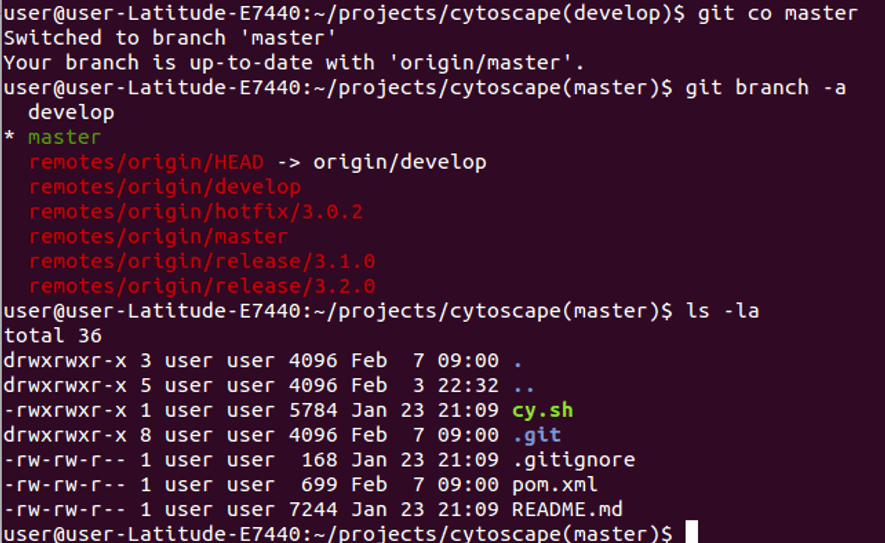 user@user-Latitude-E7440:~/projects/cytoscape(develop)$ git co master
Switched to branch 'master'
Your branch is up-to-date with 'origin/master'.
user@user-Latitude-E7440:~/projects/cytoscape(master)$ git branch -a
  develop
* master
  remotes/origin/HEAD -> origin/develop
  remotes/origin/develop
  remotes/origin/hotfix/3.0.2
  remotes/origin/master
  remotes/origin/release/3.1.0
  remotes/origin/release/3.2.0
user@user-Latitude-E7440:~/projects/cytoscape(master)$ ls -la
total 36
drwxrwxr-x 3 user user 4096 Feb  7 09:00 .
drwxrwxr-x 5 user user 4096 Feb  3 22:32 ..
-rwxrwxr-x 1 user user 5784 Jan 23 21:09 cy.sh
drwxrwxr-x 8 user user 4096 Feb  7 09:00 .git
-rw-rw-r-- 1 user user  168 Jan 23 21:09 .gitignore
-rw-rw-r-- 1 user user  699 Feb  7 09:00 pom.xml
-rw-rw-r-- 1 user user 7244 Jan 23 21:09 README.md
user@user-Latitude-E7440:~/projects/cytoscape(master)$